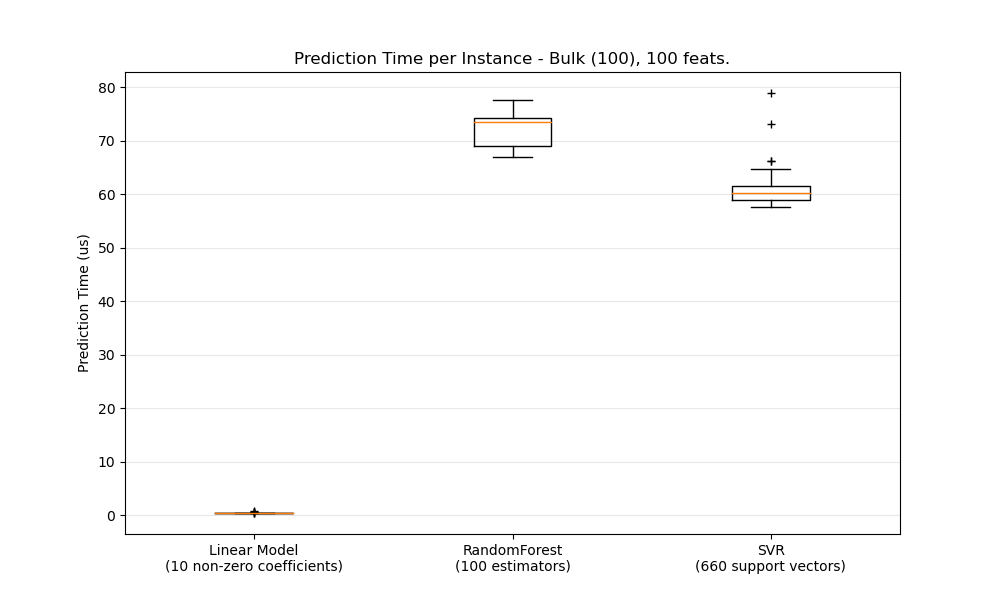 Prediction Time per Instance - Bulk (100), 100 feats.
80
70
60
50
40
30
20
10
0
Prediction Time (us)
Linear Model
(10 non-zero coefficients)
RandomForest
(100 estimators)
SVR
(660 support vectors)